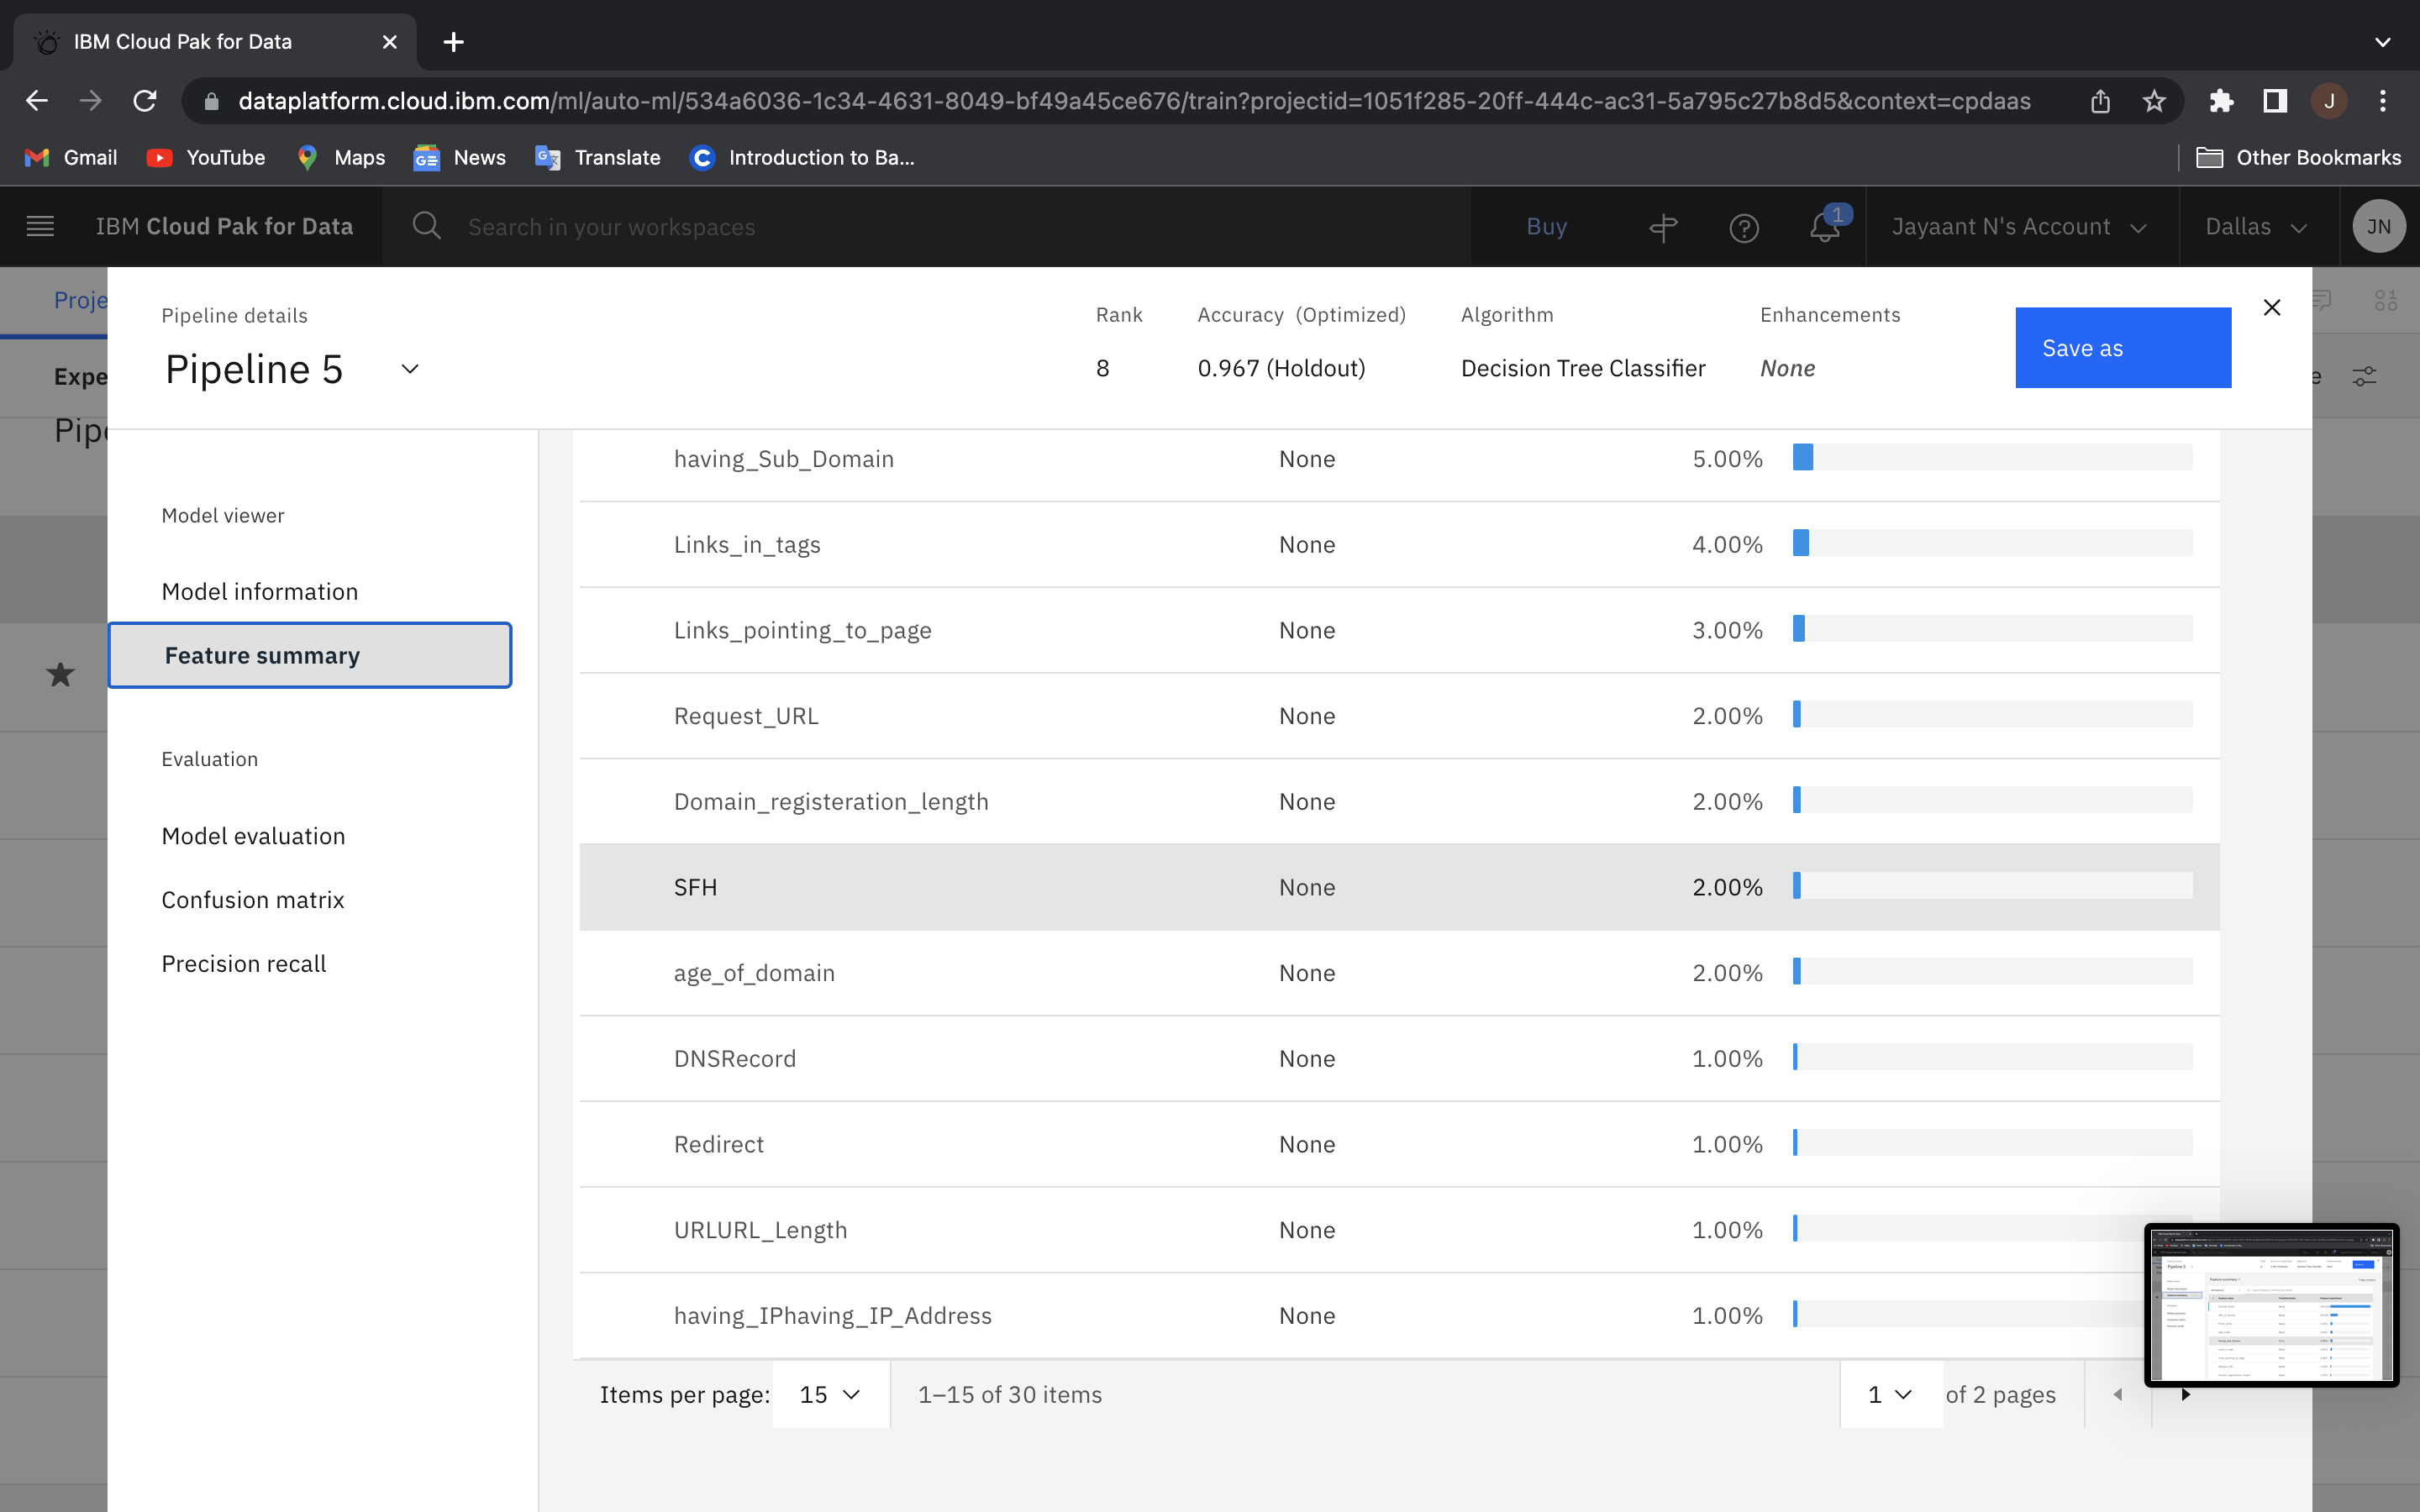 IBM Cloud Pak for Data
dataplatform.cloud.ibm.com/ml/auto-ml/534a6036-1c34-4631-8049-bf49a45ce676/train?projectid=1051f285-20ff-444c-ac31-5a795c27b8d5&context=cpdaas
J
Gmail YouTube Maps News Translate Introduction to Ba... Other Bookmarks
IBM Cloud Pak for Data Search in your workspaces Buy 1 Jayaant N's Account Dallas JN
Proje
Expe
Pipe
Pipeline details Rank Accuracy (Optimized) Algorithm Enhancements
Pipeline 5 8 0.967 (Holdout) Decision Tree Classifier None Save as
Model viewer
Model information
Feature summary
Evaluation
Model evaluation
Confusion matrix
Precision recall
having_Sub_Domain None 5.00%
Links_in_tags None 4.00%
Links_pointing_to_page None 3.00%
Request_URL None 2.00%
Domain_registeration_length None 2.00%
SFH None 2.00%
age_of_domain None 2.00%
DNSRecord None 1.00%
Redirect None 1.00%
URLURL_Length None 1.00%
having_IPhaving_IP_Address None 1.00%
Items per page: 15 1–15 of 30 items 1 of 2 pages